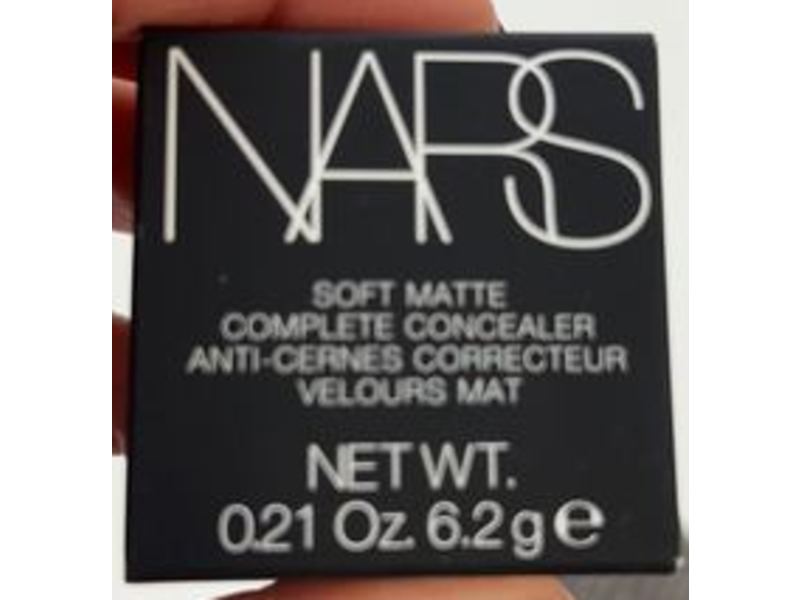 NARS
SOFT MATTE
COMPLETE CONCEALER
ANTI-CERNES CORRECTEUR
VELOURS MAT
NET WT.
0.21 Oz. 6.2 g e